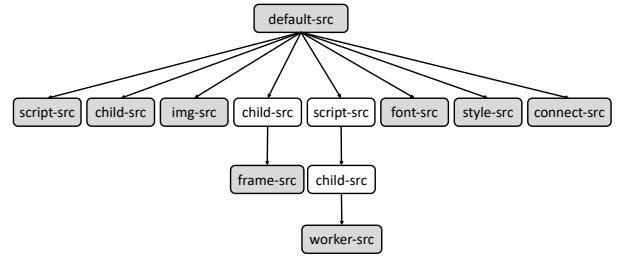 default-src
script-src child-src img-src child-src script-src font-src style-src connect-src
frame-src child-src
worker-src